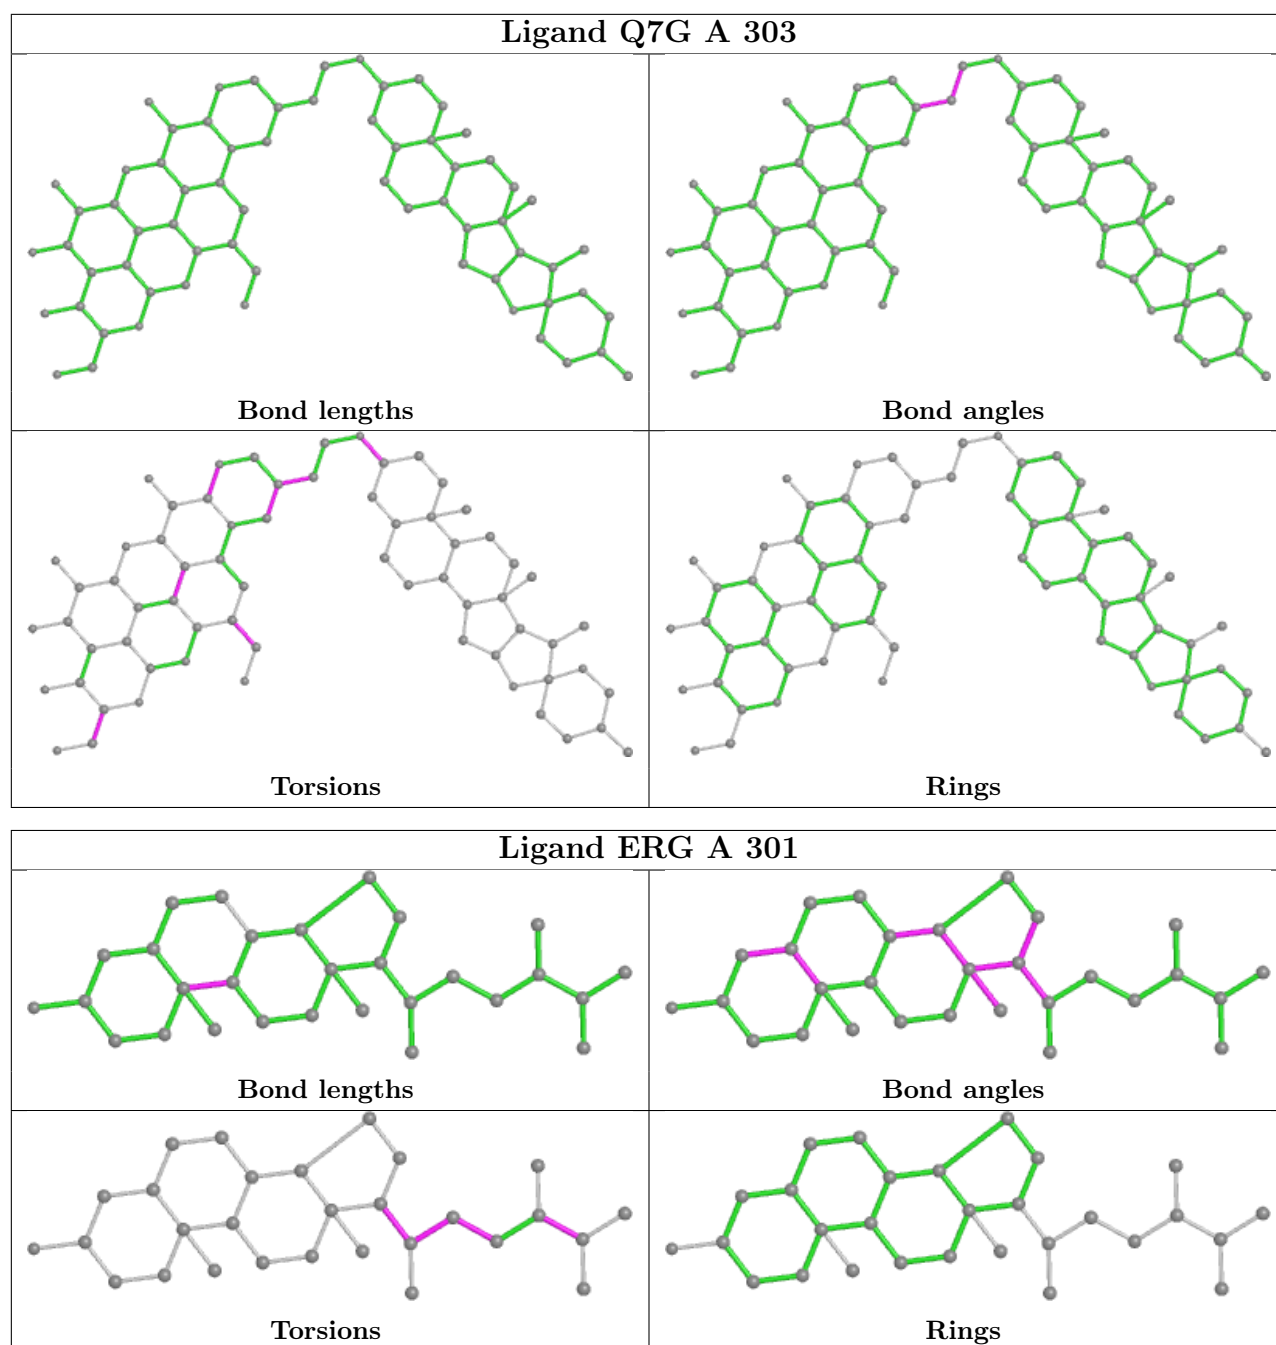 Ligand Q7G A 303
Bond lengths
Bond angles
Torsions
Rings
Ligand ERG A 301
Bond lengths
Bond angles
Torsions
Rings